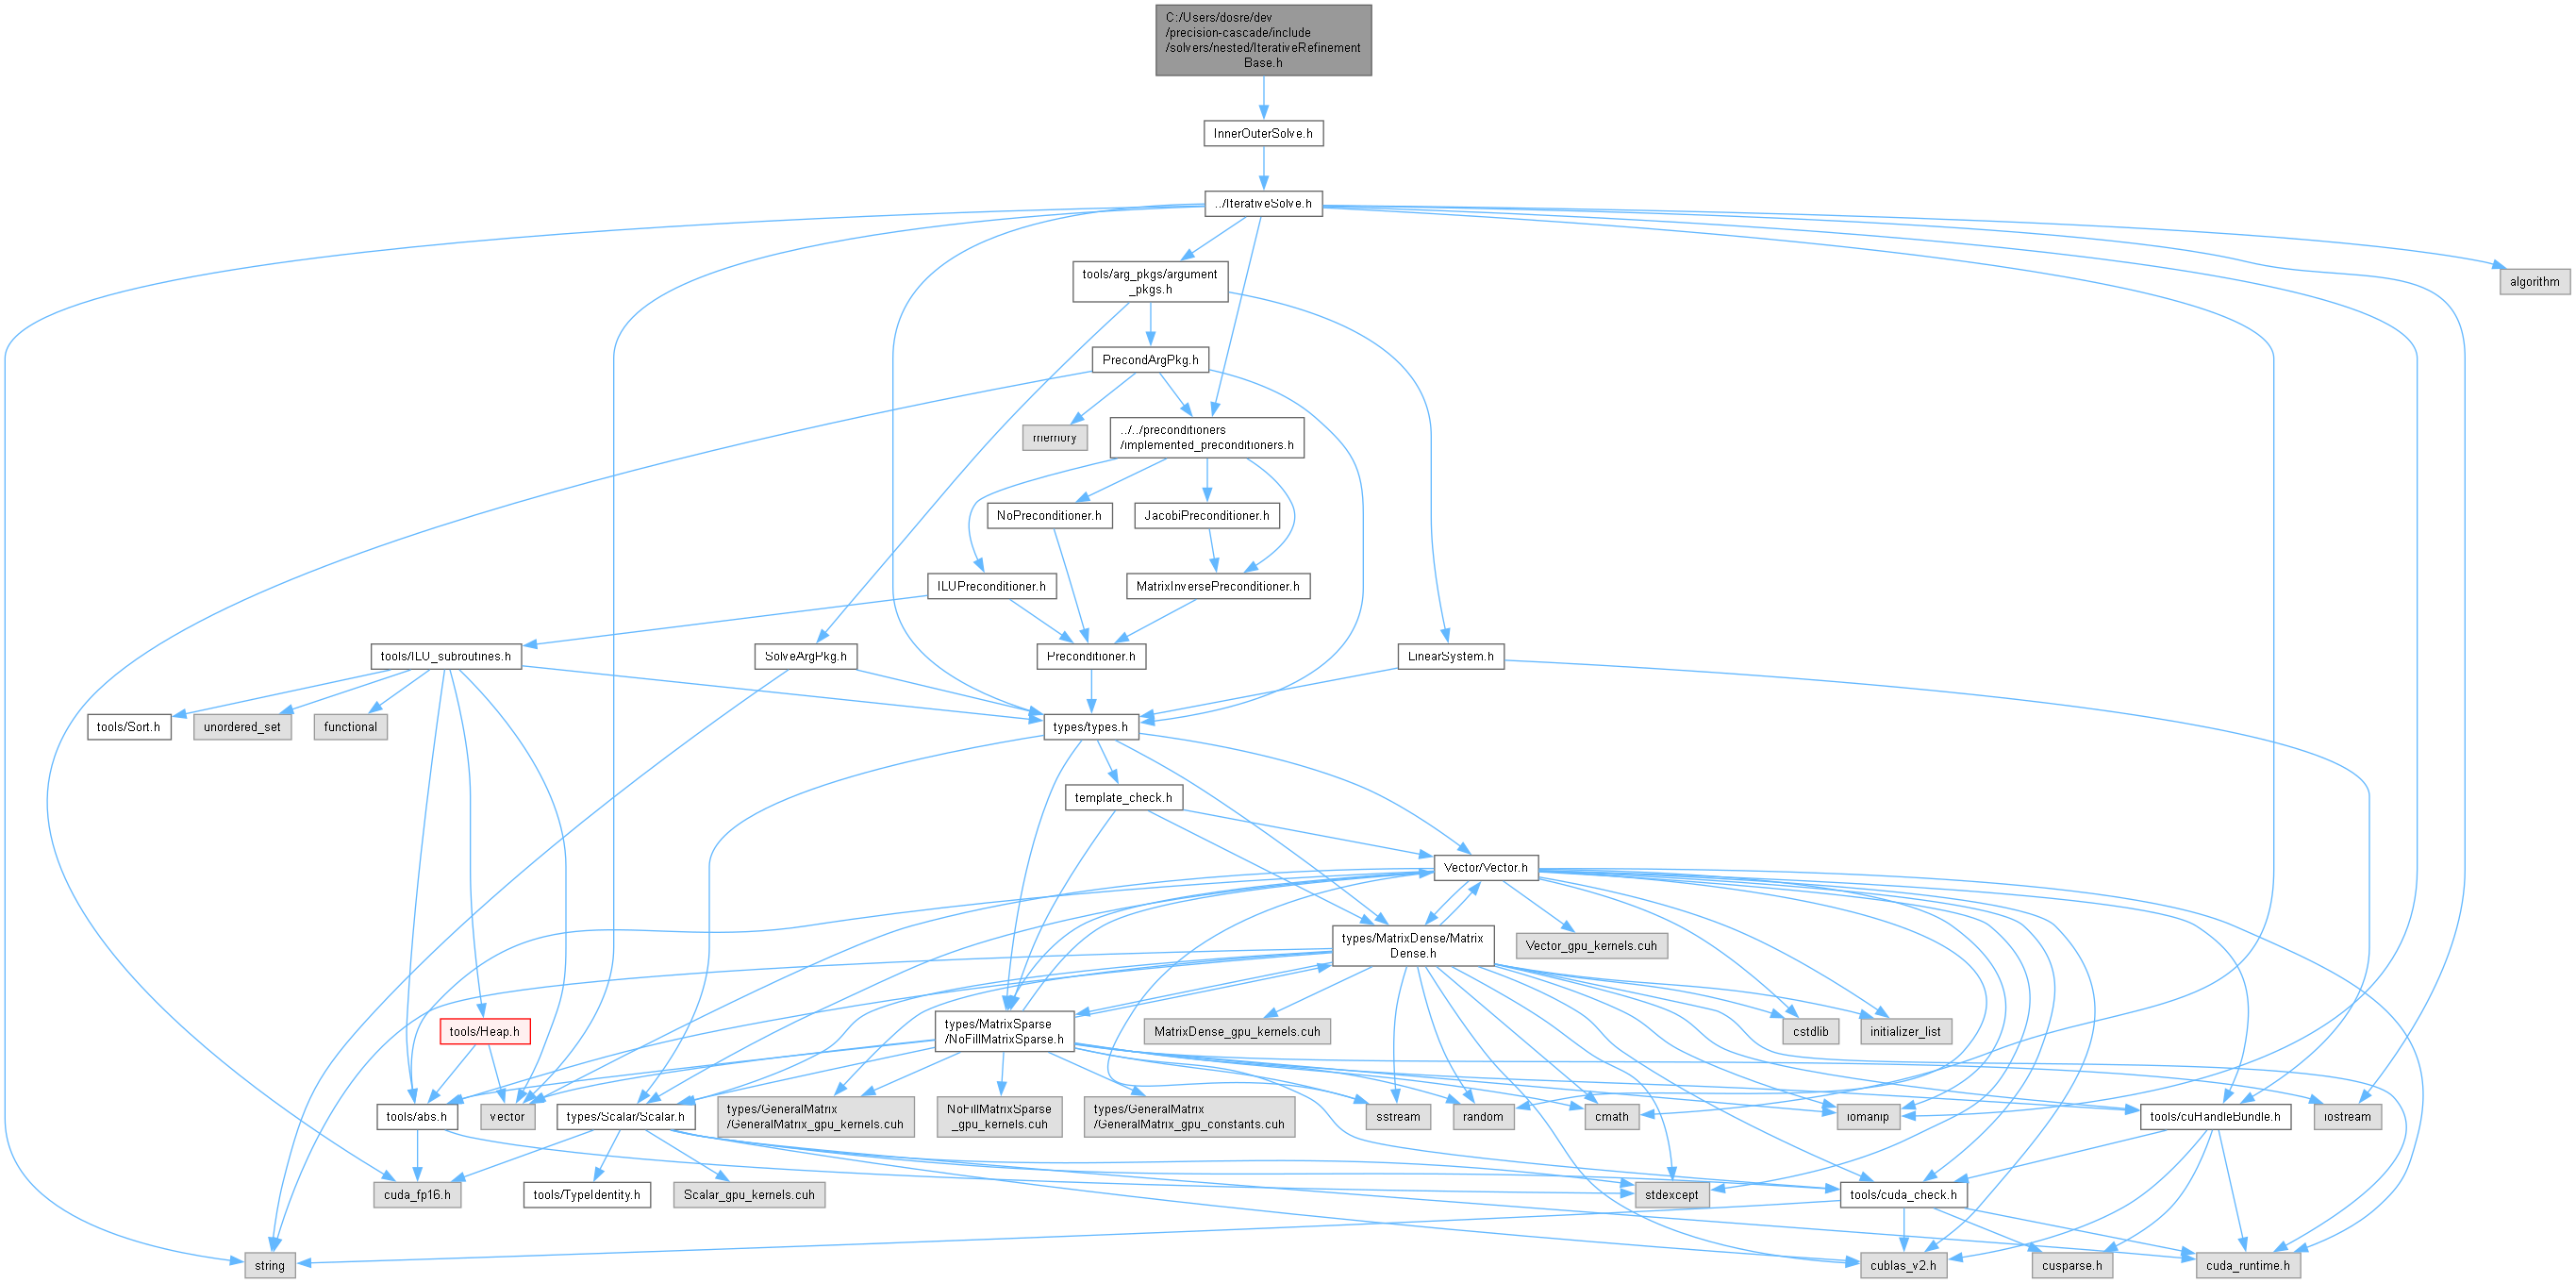 C:/Users/dosre/dev
/precision-cascade/include
/solvers/nested/IterativeRefinement
Base.h
InnerOuterSolve.h
../IterativeSolve.h
tools/arg_pkgs/argument
_pkgs.h
algorithm
PrecondArgPkg.h
memory
../../preconditioners
/implemented_preconditioners.h
NoPreconditioner.h
JacobiPreconditioner.h
ILUPreconditioner.h
MatrixInversePreconditioner.h
tools/ILU_subroutines.h
SolveArgPkg.h
Preconditioner.h
LinearSystem.h
tools/Sort.h
unordered_set
functional
types/types.h
template_check.h
Vector/Vector.h
types/MatrixDense/Matrix
Dense.h
Vector_gpu_kernels.cuh
tools/Heap.h
types/MatrixSparse
/NoFillMatrixSparse.h
MatrixDense_gpu_kernels.cuh
cstdlib
initializer_list
tools/abs.h
vector
types/Scalar/Scalar.h
types/GeneralMatrix
/GeneralMatrix_gpu_kernels.cuh
NoFillMatrixSparse
_gpu_kernels.cuh
types/GeneralMatrix
/GeneralMatrix_gpu_constants.cuh
sstream
random
cmath
iomanip
tools/cuHandleBundle.h
iostream
cuda_fp16.h
tools/TypeIdentity.h
Scalar_gpu_kernels.cuh
stdexcept
tools/cuda_check.h
string
cublas_v2.h
cusparse.h
cuda_runtime.h